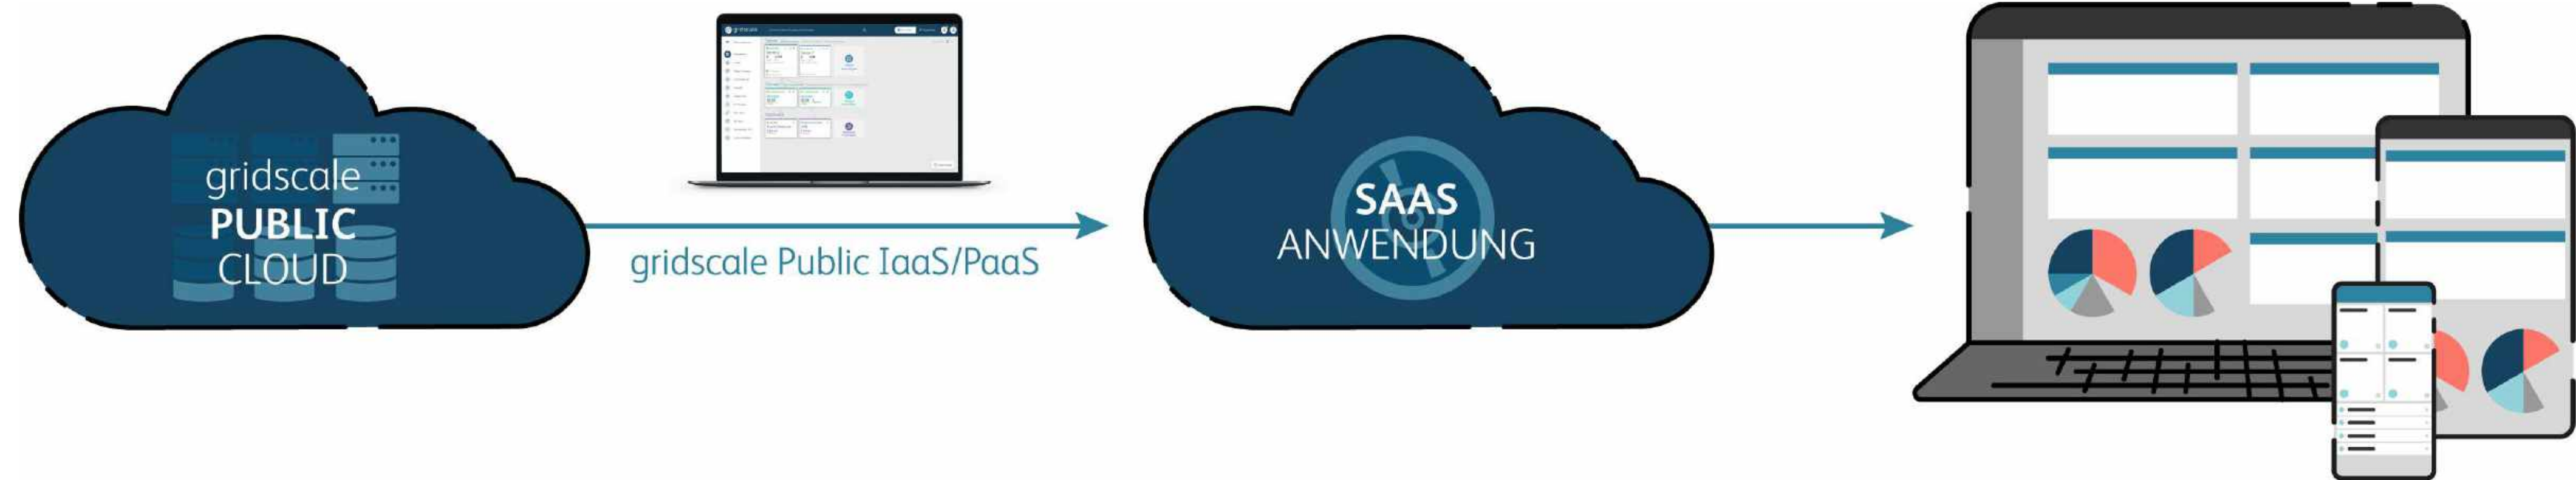 gridscale
PUBLIC
CLOUD
gridscale Public IaaS/PaaS
SAAS
ANWENDUNG